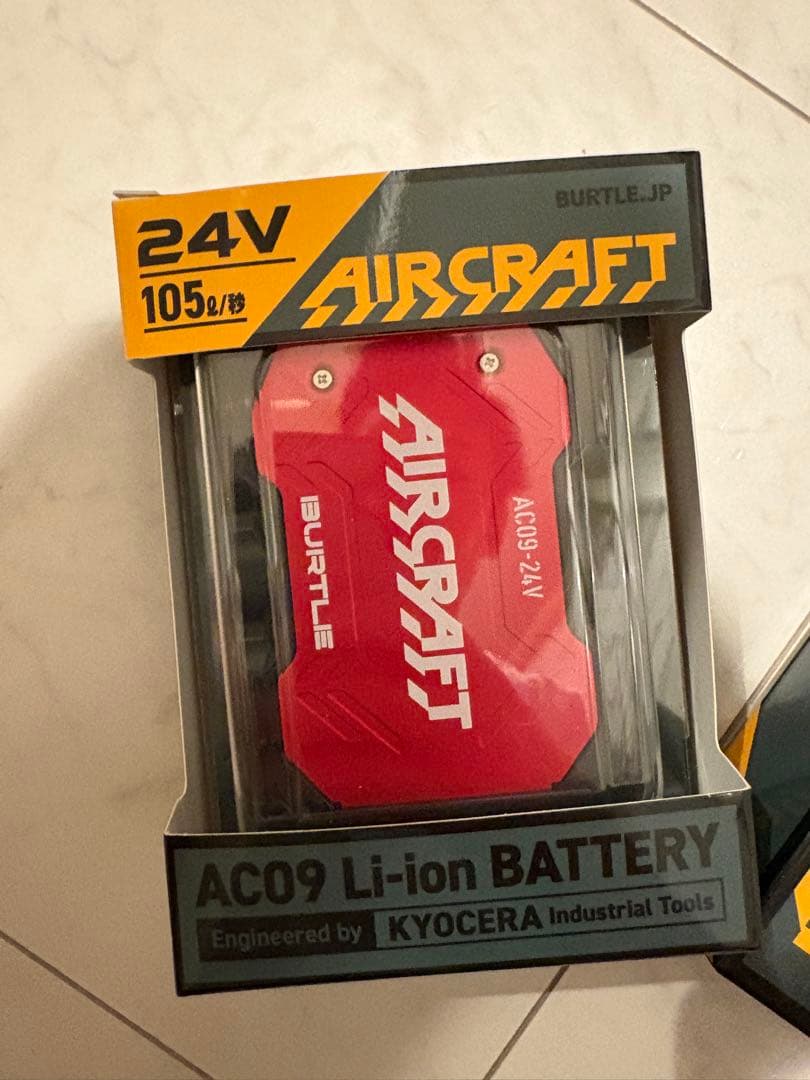 24V
105ℓ/秒
BURTLE.JP
AIRCRAFT
AIRCRAFT
BURTLE
AC09-24V
AC09 Li-ion BATTERY
Engineered by KYOCERA Industrial Tools